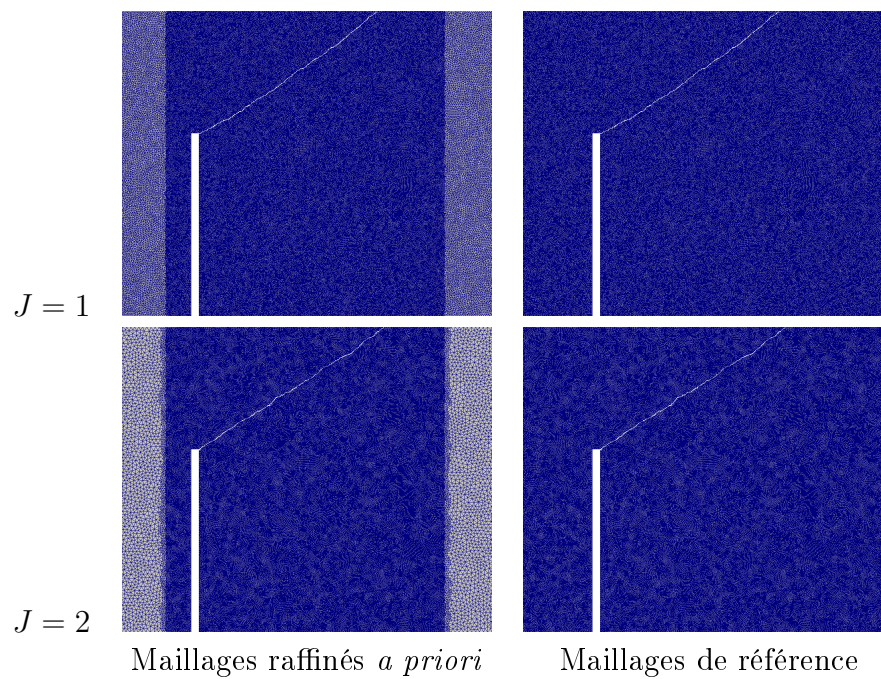 J = 1
J = 2
Maillages raffinés a priori
Maillages de référence